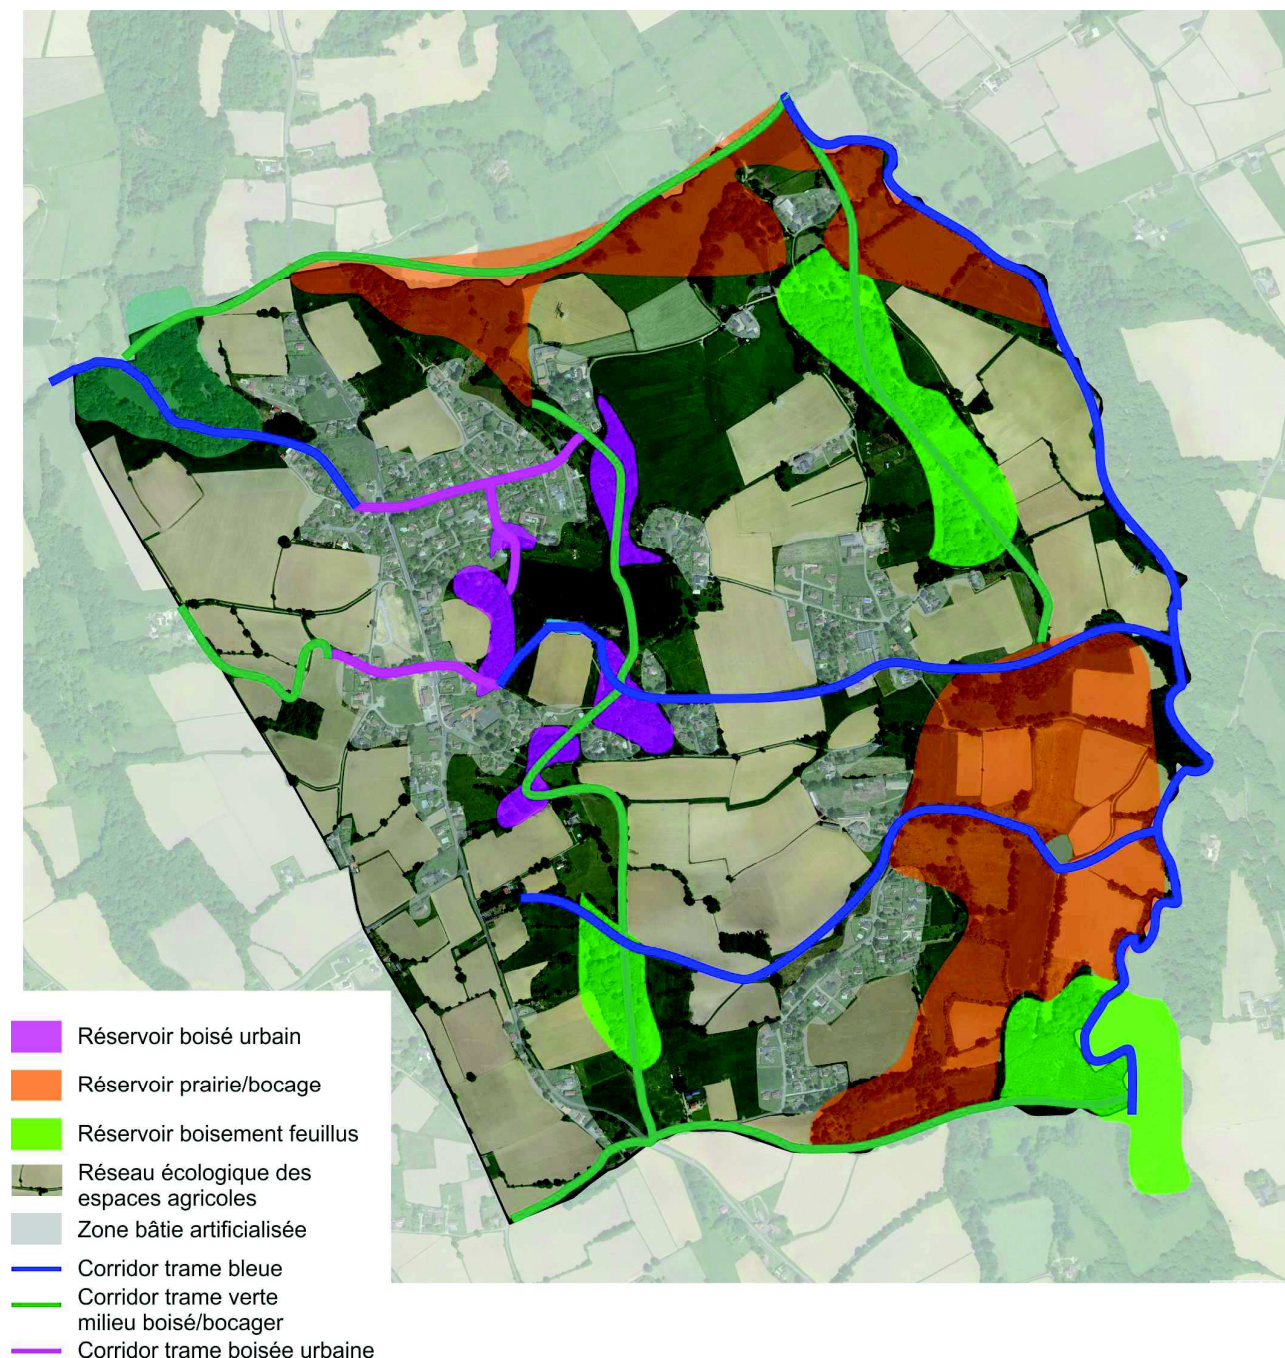 Réservoir boisé urbain
Réservoir prairie/bocage
Réservoir boisement feuillus
Réseau écologique des
espaces agricoles
Zone bâtie artificialisée
Corridor trame bleue
Corridor trame verte
milieu boisé/bocager
Corridor trame boisée urbaine